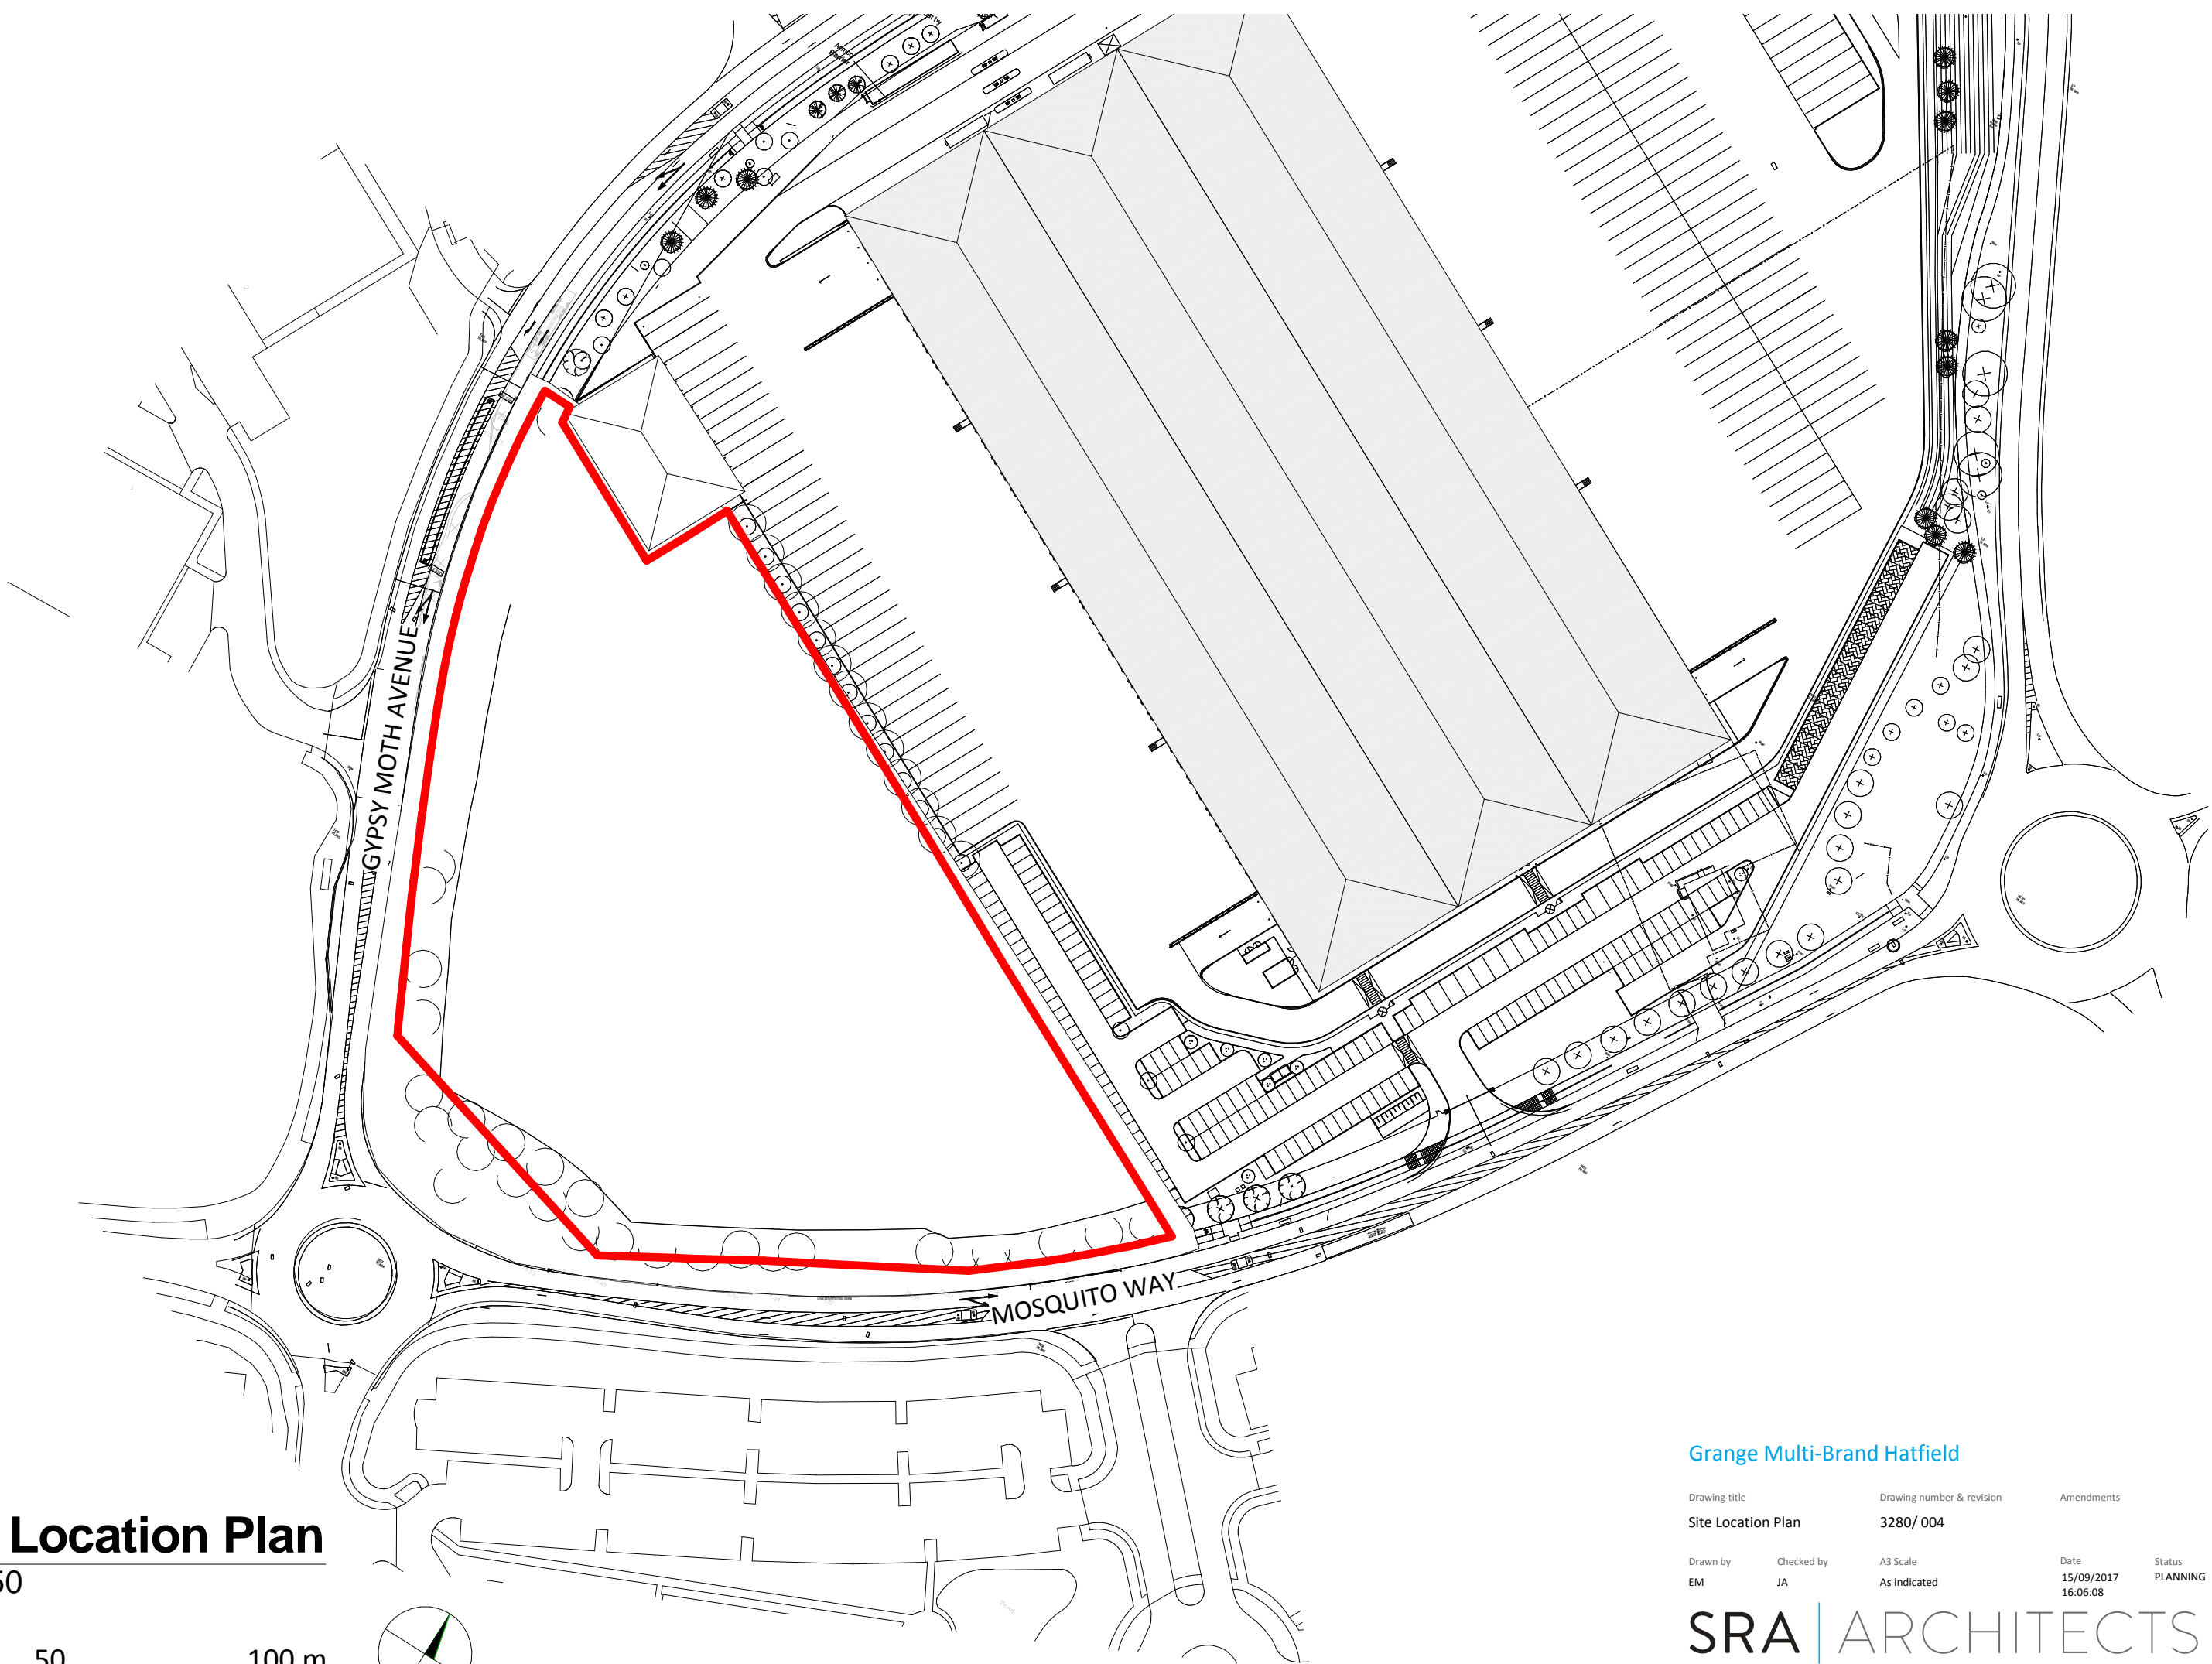 GYPSY MOTH AVENUE
MOSQUITO WAY
Location Plan
50
50
100 m
Grange Multi-Brand Hatfield
Drawing title
Drawing number & revision
Amendments
Site Location Plan
3280/ 004
Drawn by
Checked by
A3 Scale
Date
Status
EM
JA
As indicated
15/09/2017
16:06:08
PLANNING
SRA ARCHITECTS